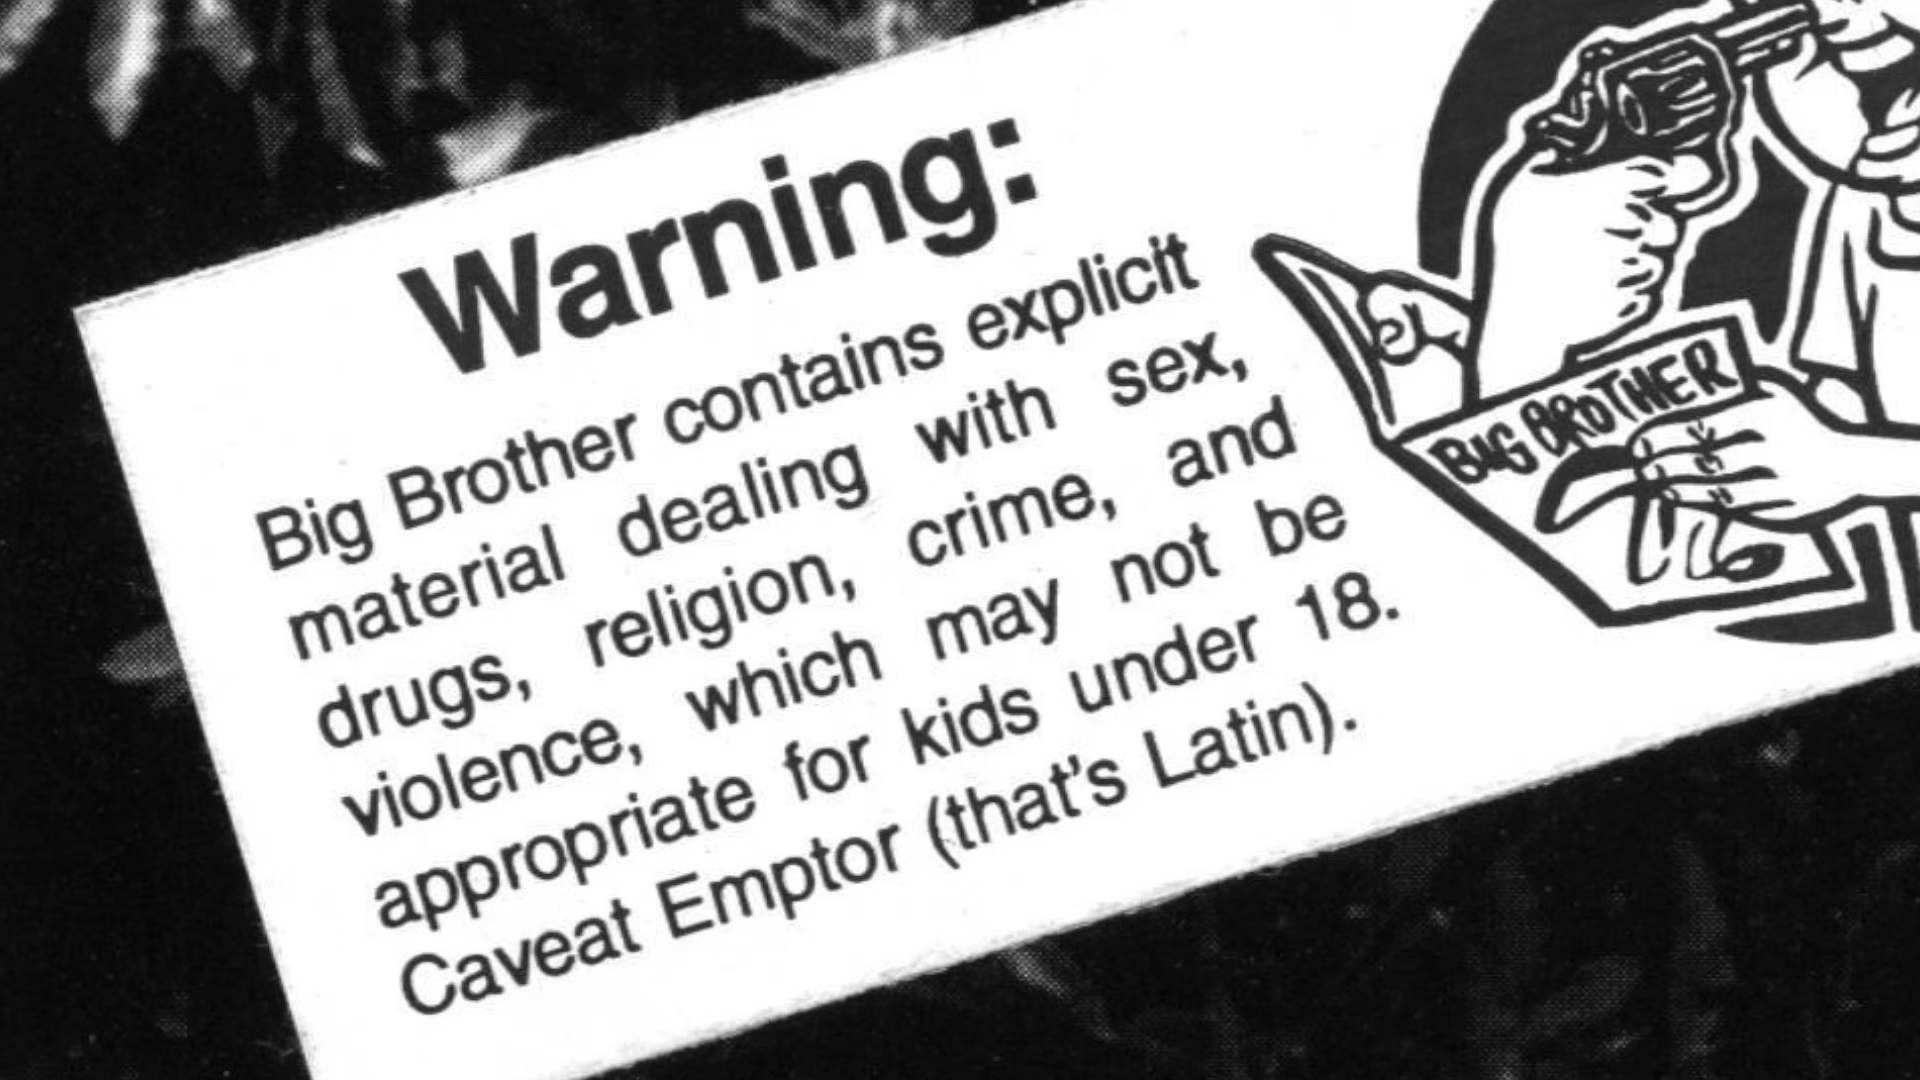 Warning:
Big Brother contains explicit
material dealing with sex,
drugs, religion, crime, and
violence, which may not be
appropriate for kids under 18.
Caveat Emptor (that's Latin).
BIG BROTHER